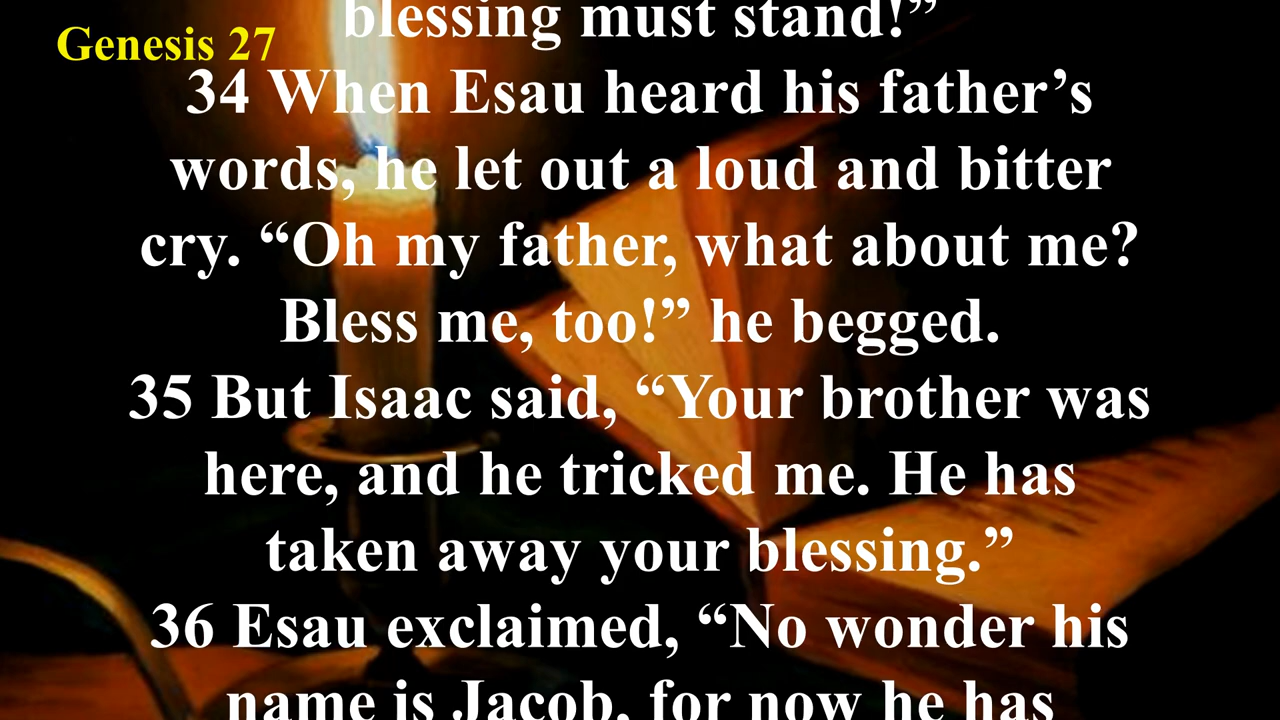 Genesis 27
blessing must stand!”
34 When Esau heard his father’s
words, he let out a loud and bitter
cry. “Oh my father, what about me?
Bless me, too!” he begged.
35 But Isaac said, “Your brother was
here, and he tricked me. He has
taken away your blessing.”
36 Esau exclaimed, “No wonder his
name is Jacob, for now he has